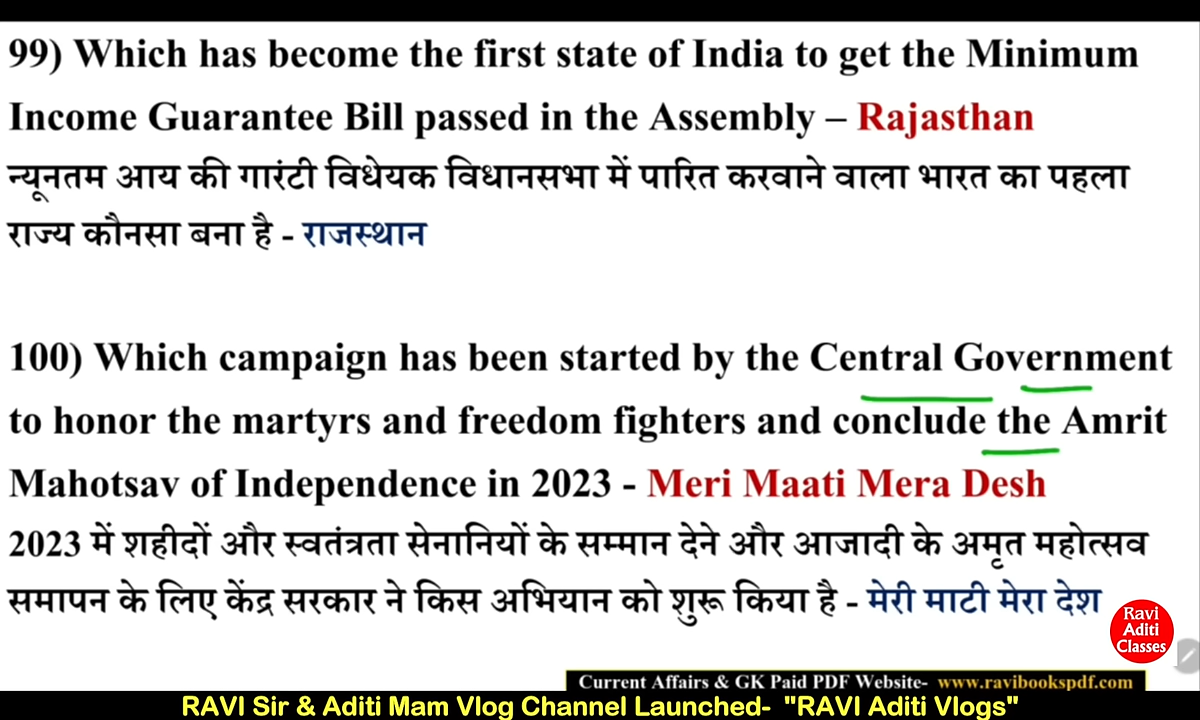 99) Which has become the first state of India to get the Minimum
Income Guarantee Bill passed in the Assembly – Rajasthan
न्यूनतम आय की गारंटी विधेयक विधानसभा में पारित करवाने वाला भारत का पहला
राज्य कौनसा बना है - राजस्थान
100) Which campaign has been started by the Central Government
to honor the martyrs and freedom fighters and conclude the Amrit
Mahotsav of Independence in 2023 - Meri Maati Mera Desh
2023 में शहीदों और स्वतंत्रता सेनानियों के सम्मान देने और आजादी के अमृत महोत्सव
समापन के लिए केंद्र सरकार ने किस अभियान को शुरू किया है - मेरी माटी मेरा देश
Ravi
Aditi
Classes
Current Affairs & GK Paid PDF Website- www.ravibookspdf.com
RAVI Sir & Aditi Mam Vlog Channel Launched- "RAVI Aditi Vlogs"